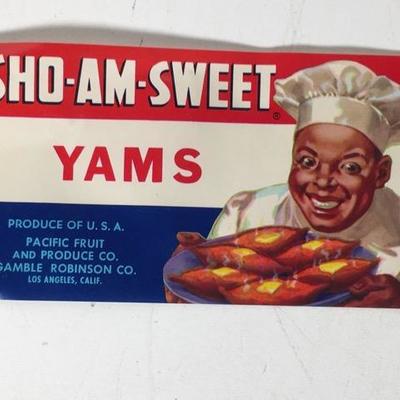 SHO-AM-SWEET®
YAMS
PRODUCE OF U. S. A.
PACIFIC FRUIT
AND PRODUCE CO.
GAMBLE ROBINSON CO.
LOS ANGELES, CALIF.